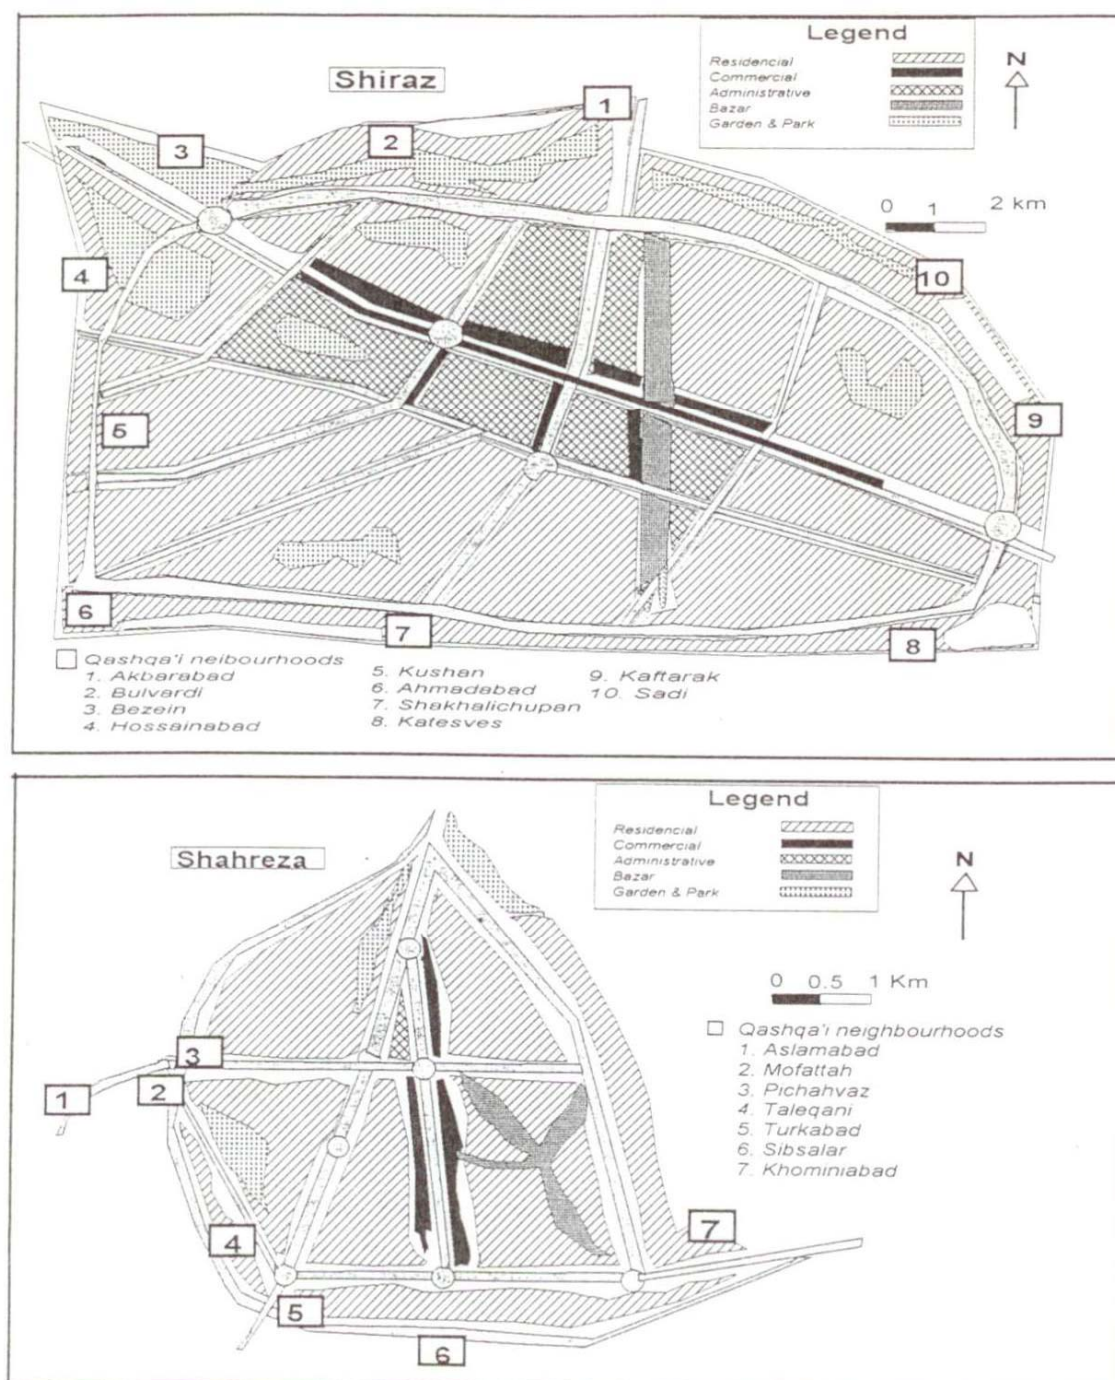 Shiraz
Legend
Residencial
Commercial
Administrative
Bazar
Garden & Park
N
0 1 2 km
1
2
3
4
5
6
7
8
9
10
Qashqa'i neibourhoods
1. Akbarabad
2. Bulvardi
3. Bezein
4. Hossainabad
5. Kushan
6. Ahmadabad
7. Shakhalichupan
8. Katesves
9. Kaftarak
10. Sadi
Shahreza
Legend
Residencial
Commercial
Administrative
Bazar
Garden & Park
N
0 0.5 1 Km
Qashqa'i neighbourhoods
1. Aslamabad
2. Mofattah
3. Pichahvaz
4. Taleqani
5. Turkabad
6. Sibsalar
7. Khominiabad
1
2
3
4
5
6
7